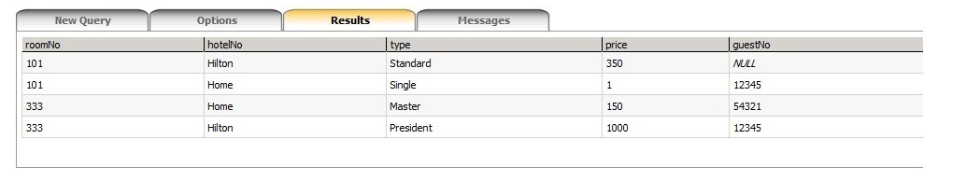 New Query Options Results Messages
roomNo hotelNo type price guestNo
101 Hilton Standard 350 NULL
101 Home Single 1 12345
333 Home Master 150 54321
333 Hilton President 1000 12345